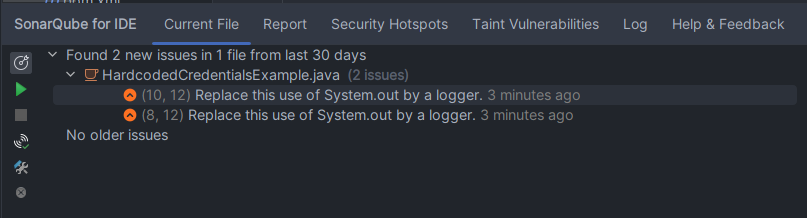 SonarQube for IDE Current File Report Security Hotspots Taint Vulnerabilities Log Help & Feedback
Found 2 new issues in 1 file from last 30 days
HardcodedCredentialsExample.java (2 issues)
(10, 12) Replace this use of System.out by a logger. 3 minutes ago
(8, 12) Replace this use of System.out by a logger. 3 minutes ago
No older issues